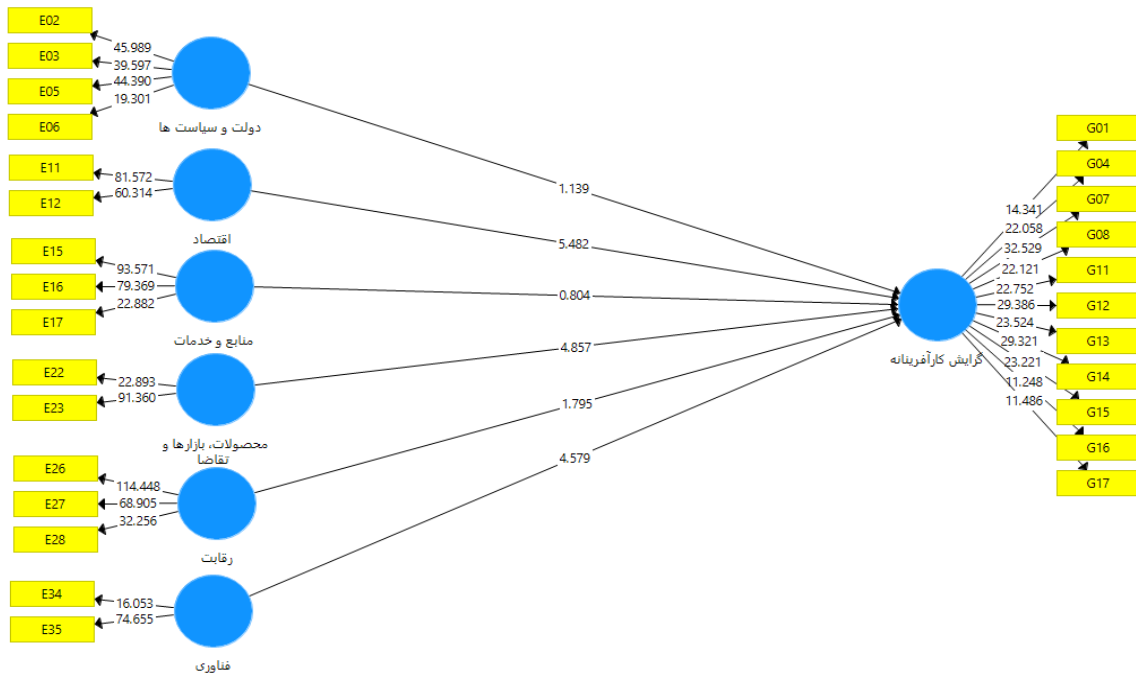 E02
E03
E05
E06
45.989
39.597
44.390
19.301
دولت و سیاست ها
E11
E12
81.572
60.314
اقتصاد
E15
E16
E17
93.571
79.369
22.882
منابع و خدمات
E22
E23
22.893
91.360
محصولات، بازارها و
تقاضا
E26
E27
E28
114.448
68.905
32.256
رقابت
E34
E35
16.053
74.655
فناوری
1.139
5.482
0.804
4.857
1.795
4.579
گرایش کارآفرینانه
14.341
22.058
32.529
22.121
22.752
29.386
23.524
29.321
23.221
11.248
11.486
G01
G04
G07
G08
G11
G12
G13
G14
G15
G16
G17